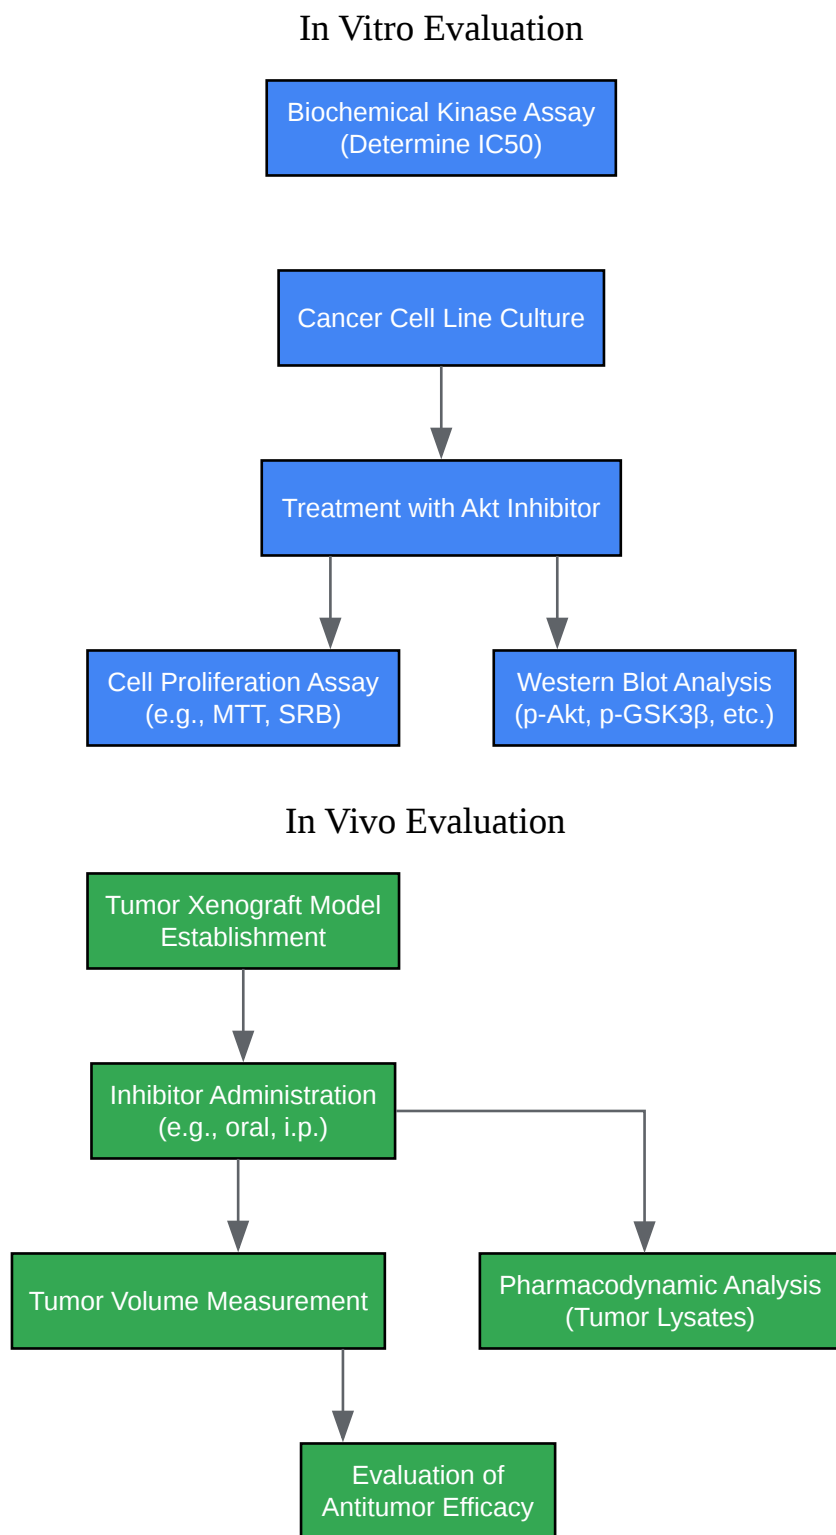 In Vitro Evaluation
Biochemical Kinase Assay
(Determine IC50)
Cancer Cell Line Culture
Treatment with Akt Inhibitor
Cell Proliferation Assay
(e.g., MTT, SRB)
Western Blot Analysis
(p-Akt, p-GSK3β, etc.)
In Vivo Evaluation
Tumor Xenograft Model
Establishment
Inhibitor Administration
(e.g., oral, i.p.)
Tumor Volume Measurement
Pharmacodynamic Analysis
(Tumor Lysates)
Evaluation of
Antitumor Efficacy